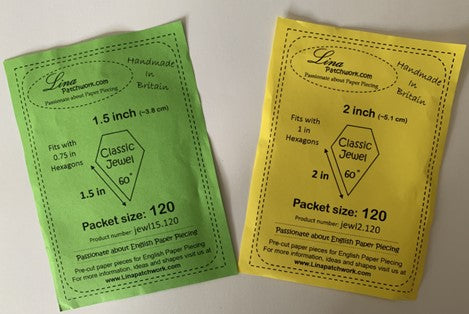 Lina
Patchwork.com
Passionate about Paper Piecing
Handmade
In
Britain
1.5 inch (~3.8 cm)
Fits with
0.75 in
Hexagons
Classic
Jewel
60°
1.5 in
Packet size: 120
Product number: jewl15.120
Passionate about English Paper Piecing
Pre-cut paper pieces for English Paper Piecing
For more information, ideas and shapes visit us at
www.Linapatchwork.com
Lina
Patchwork.com
Passionate about Paper Piecing
Handmade
In
Britain
2 inch (~5.1 cm)
Fits with
1 in
Hexagons
Classic
Jewel
60°
2 in
Packet size: 120
Product number: jewl2.120
Passionate about English Paper Piecing
Pre-cut paper pieces for English Paper Piecing
For more information, ideas and shapes visit us at
www.Linapatchwork.com